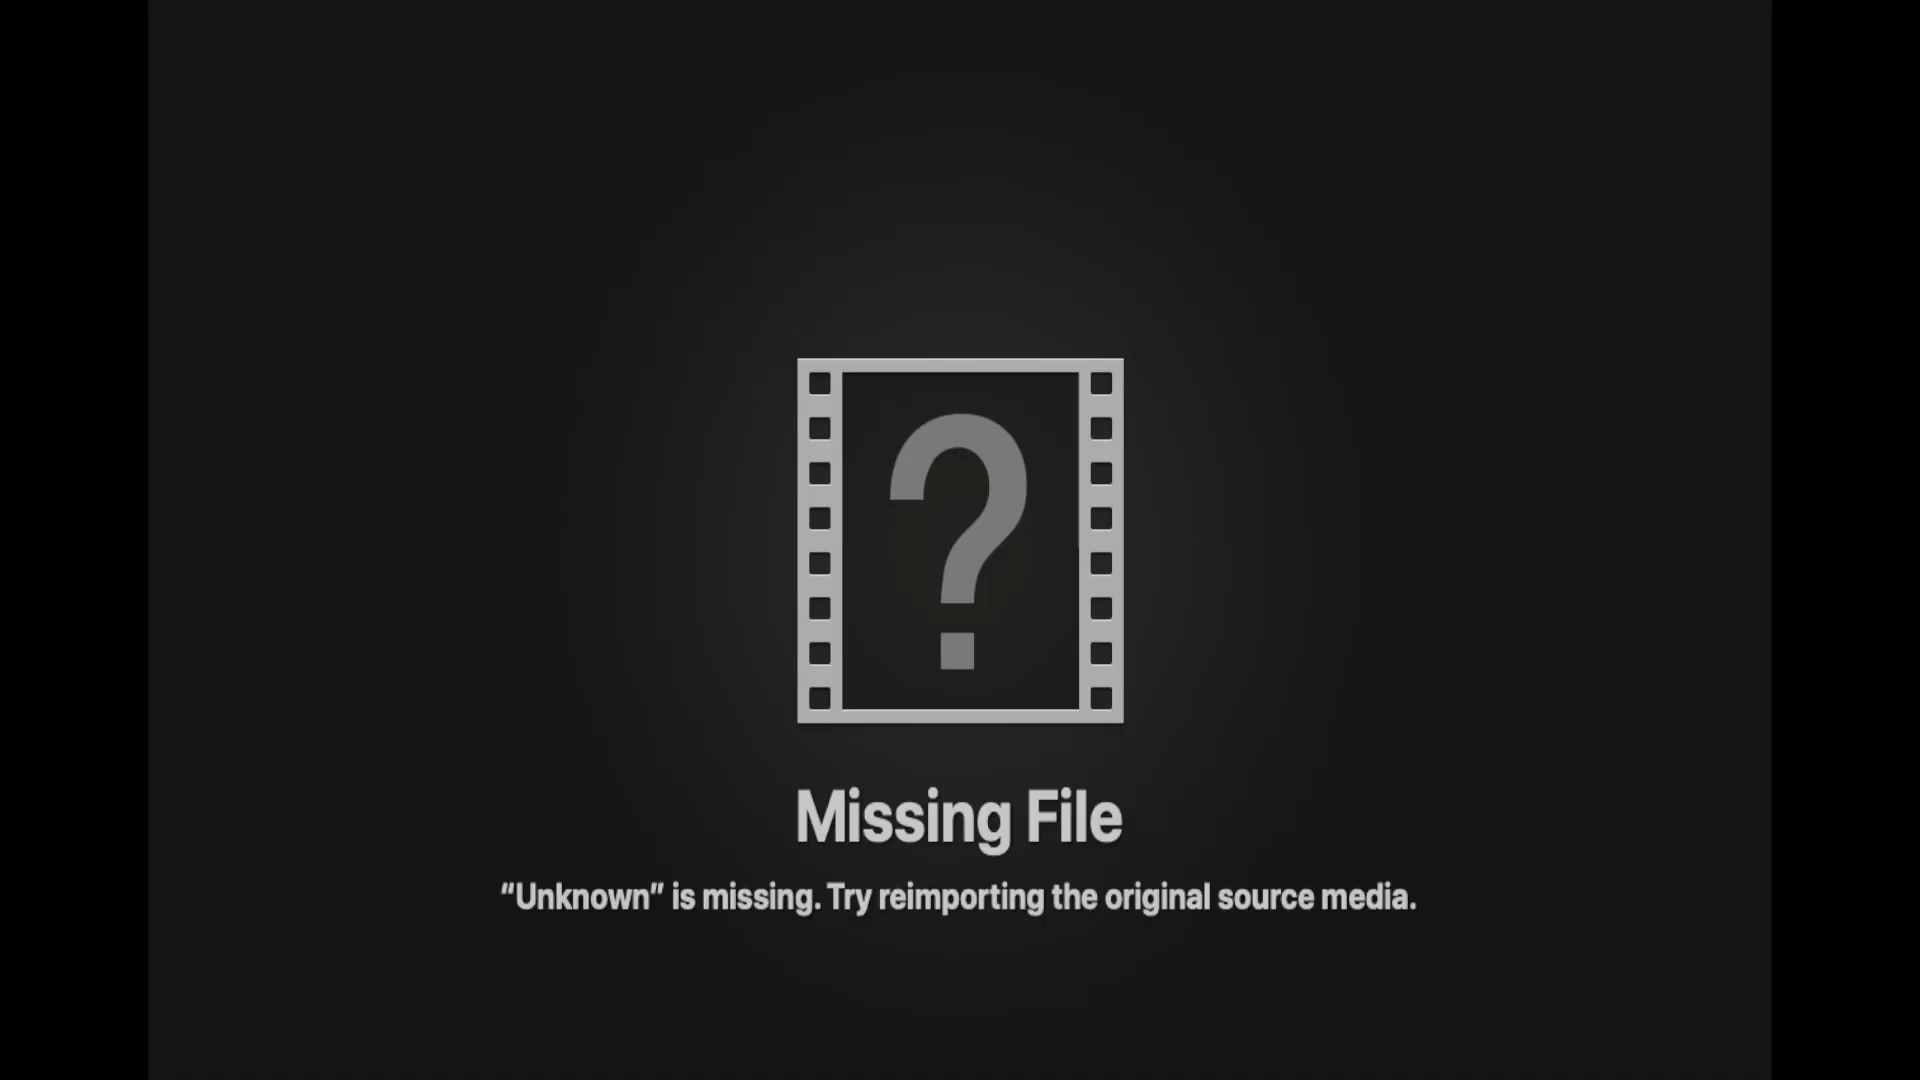 ?
Missing File
“Unknown” is missing. Try reimporting the original source media.